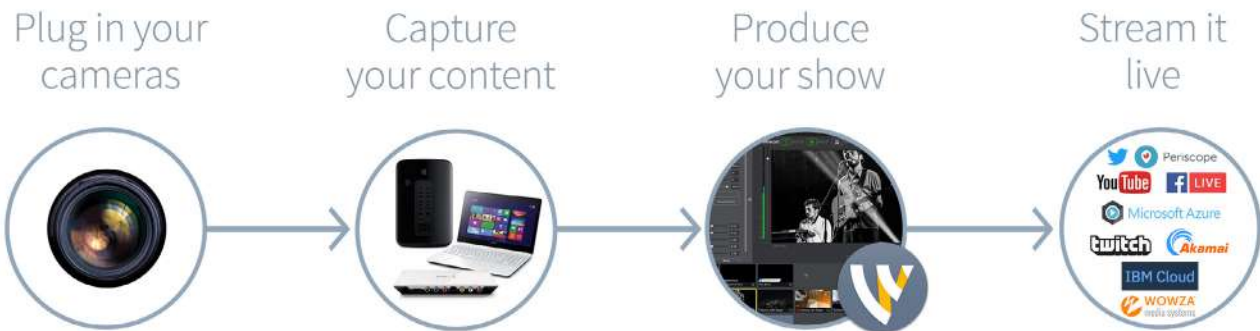 Plug in your
cameras
Capture
your content
Produce
your show
Stream it
live
Periscope
YouTube
f LIVE
Microsoft Azure
twitch
Akamai
IBM Cloud
WOWZA
media systems